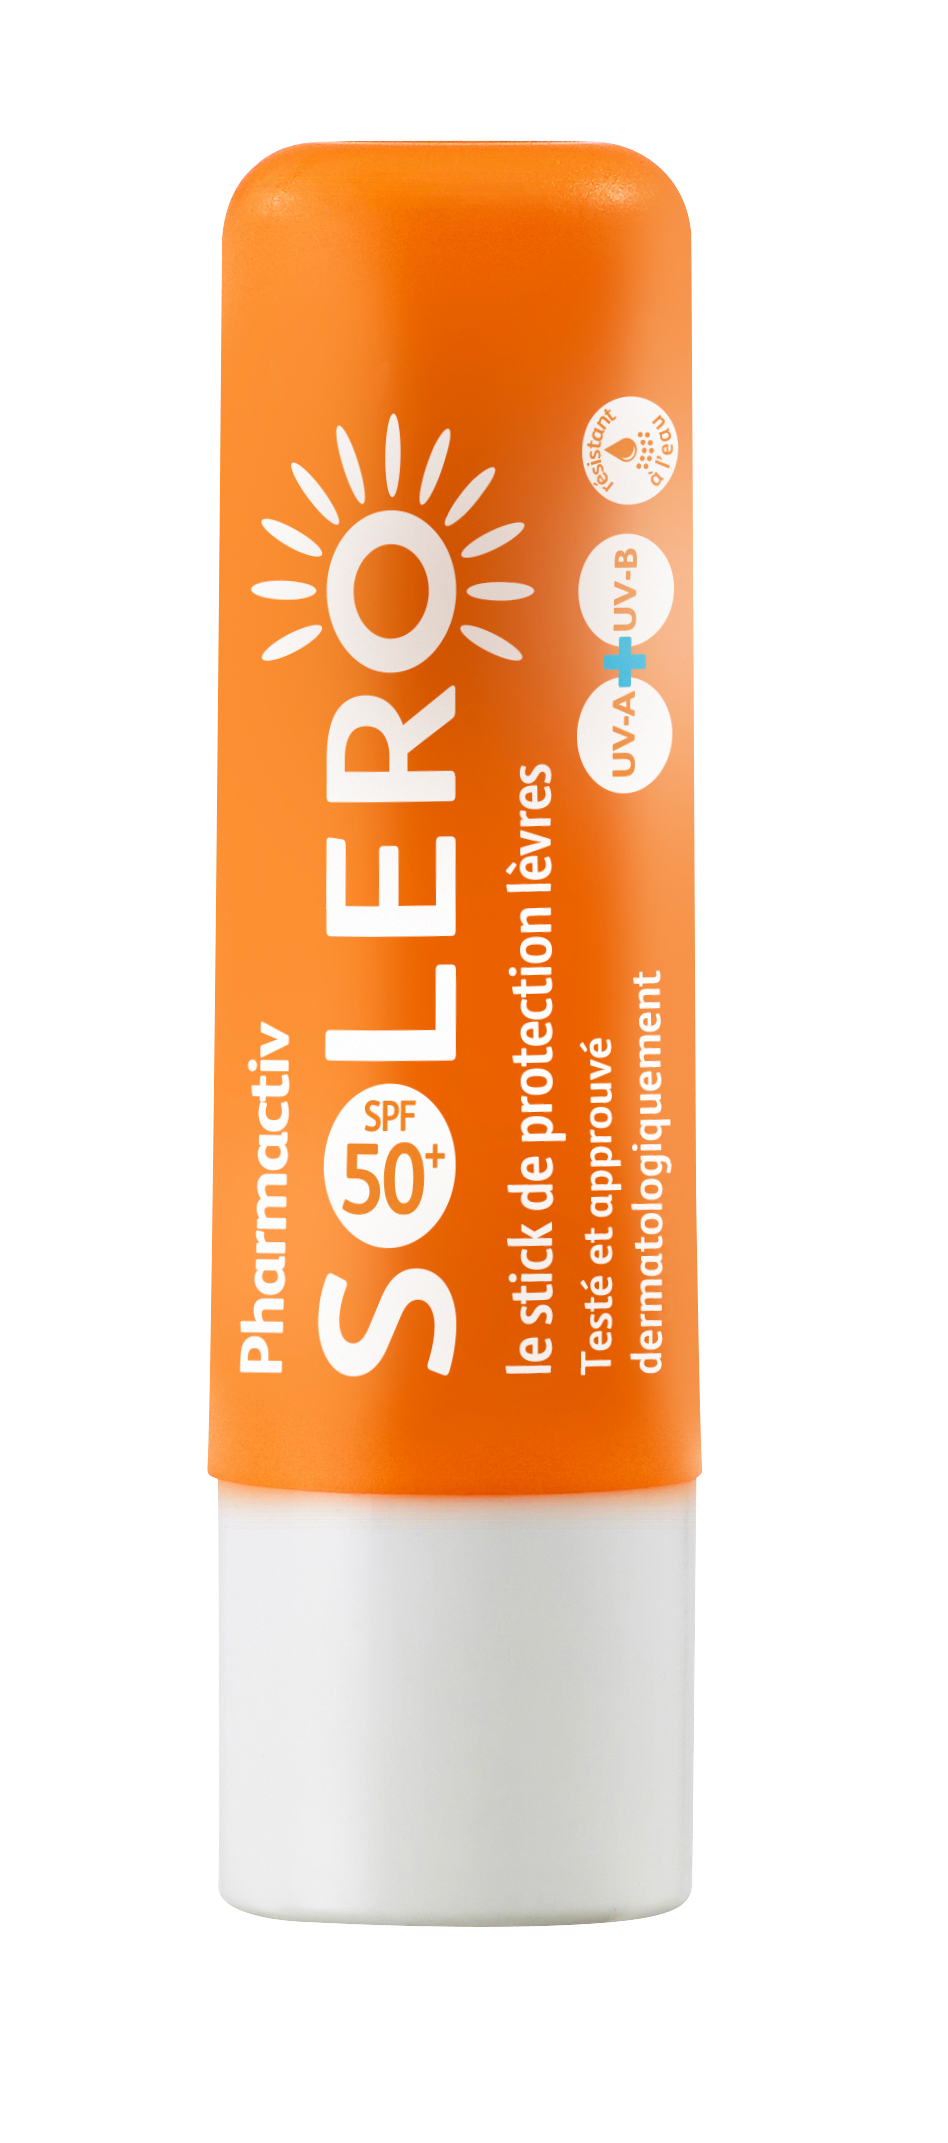 Pharmactiv
SOLERO
SPF
50+
le stick de protection lèvres
Testé et approuvé
dermatologiquement
UV-A + UV-B
résistant
à l'eau